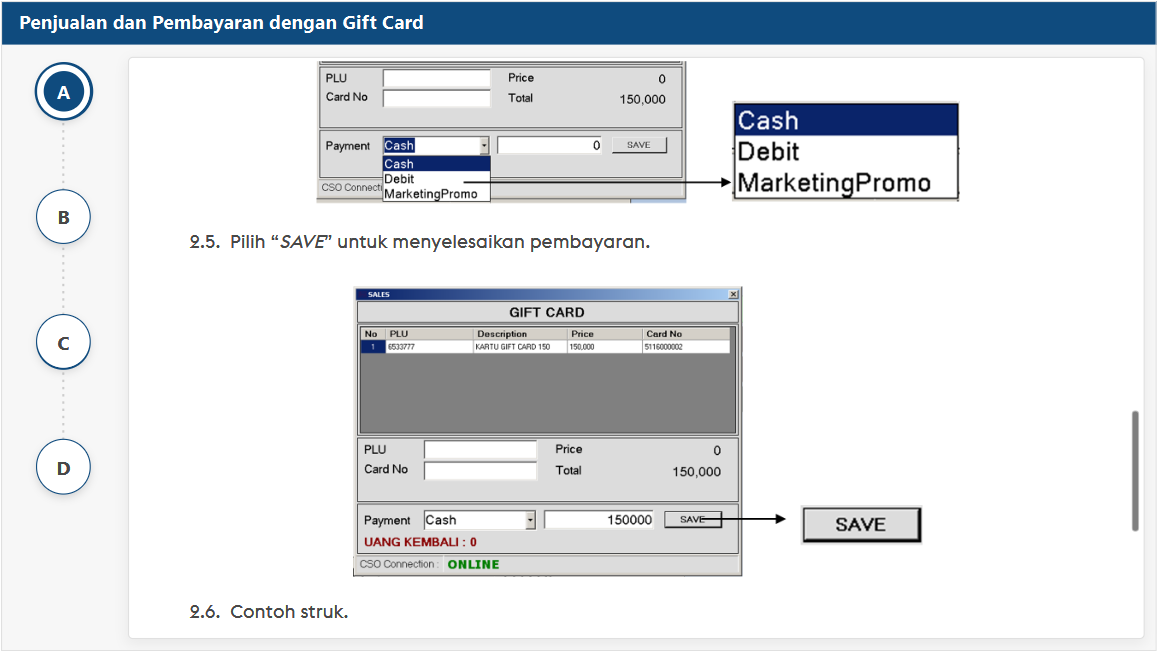 Penjualan dan Pembayaran dengan Gift Card
A
B
C
D
PLU Price 0
Card No Total 150,000
Payment Cash 0 SAVE
Cash
Debit
MarketingPromo
CSO Connecti
Cash
Debit
MarketingPromo
2.5. Pilih “SAVE” untuk menyelesaikan pembayaran.
SALES
GIFT CARD
No PLU Description Price Card No
1 6533777 KARTU GIFT CARD 150 150,000 5116000002
PLU Price 0
Card No Total 150,000
Payment Cash 150000 SAVE
UANG KEMBALI : 0
CSO Connection : ONLINE
SAVE
2.6. Contoh struk.